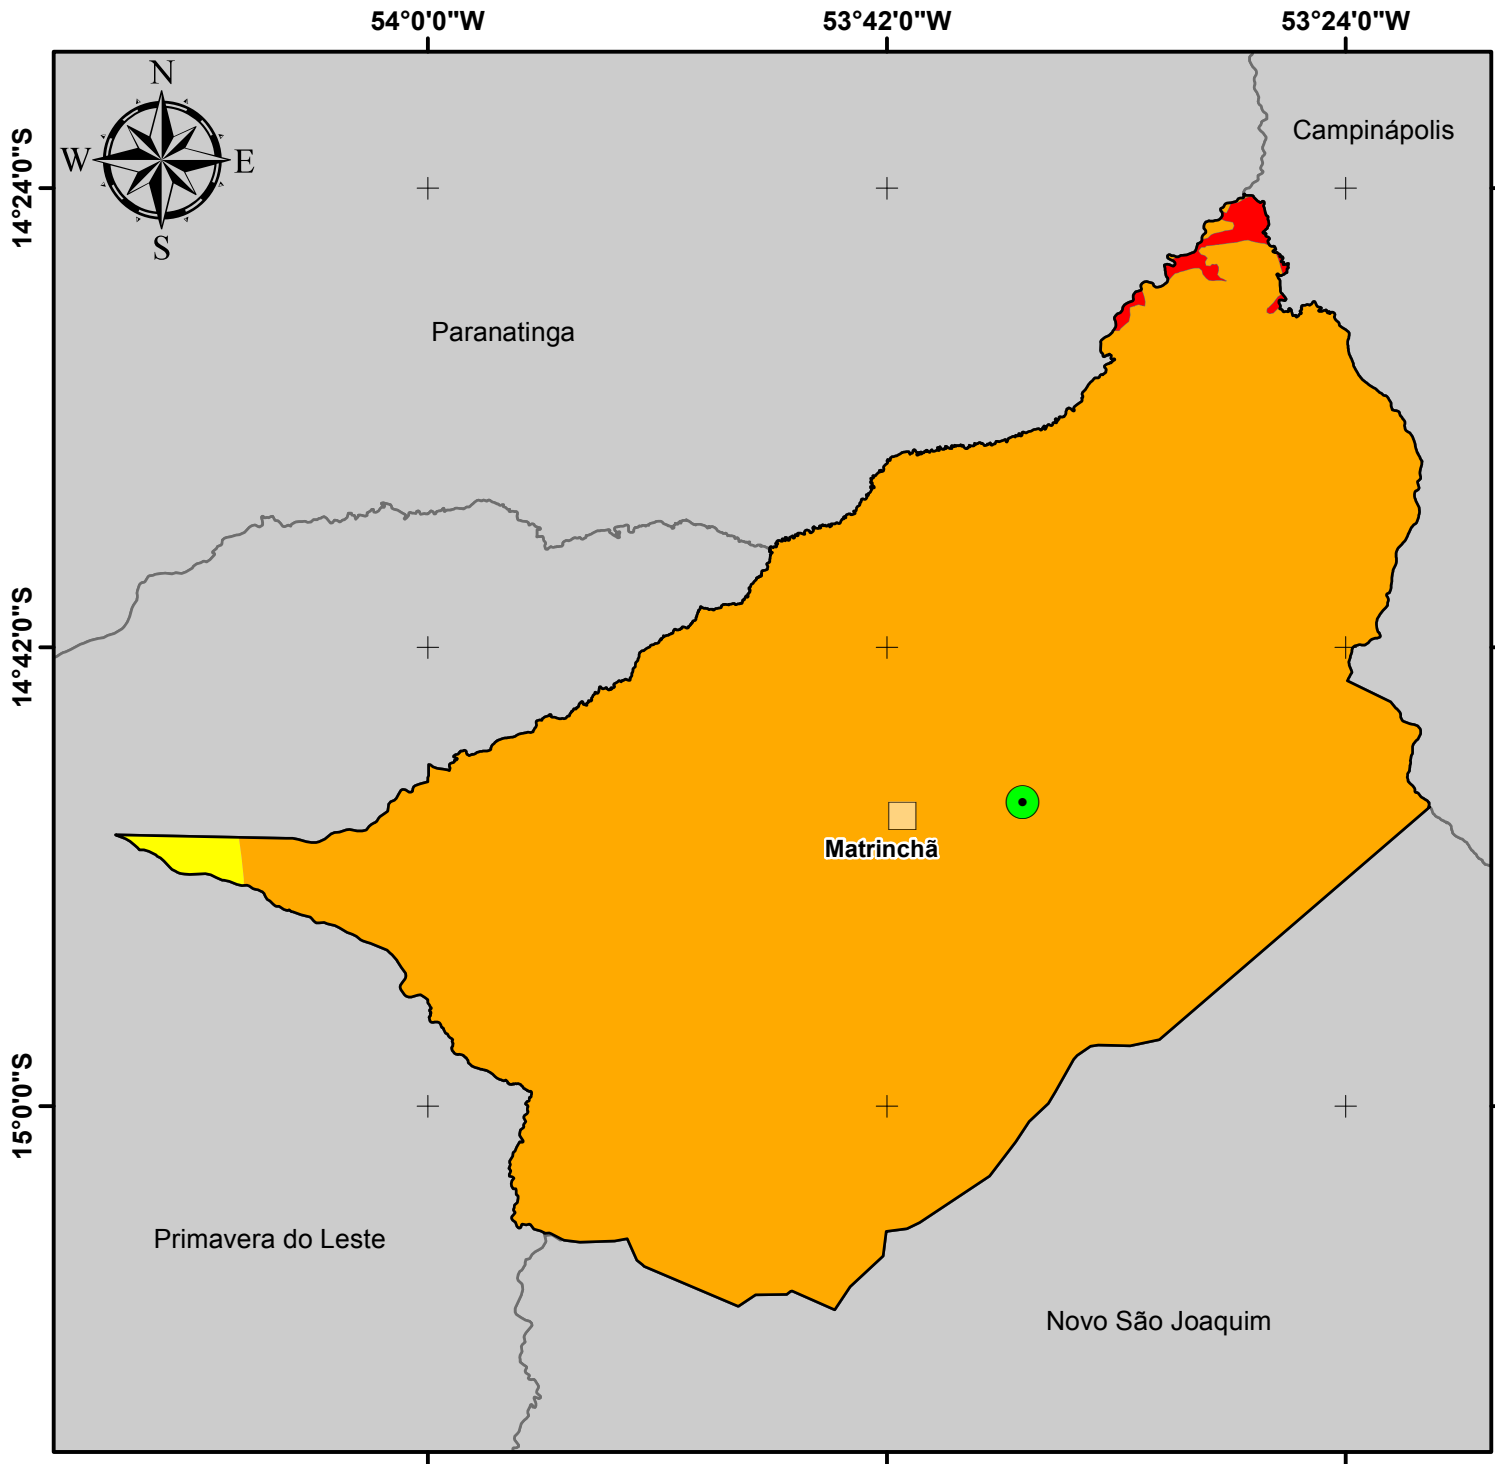 54°0'0"W
53°42'0"W
53°24'0"W
N
Campinápolis
W
E
14°24'0"S
S
Paranatinga
14°42'0"S
Matrinchã
15°0'0"S
Primavera do Leste
Novo São Joaquim